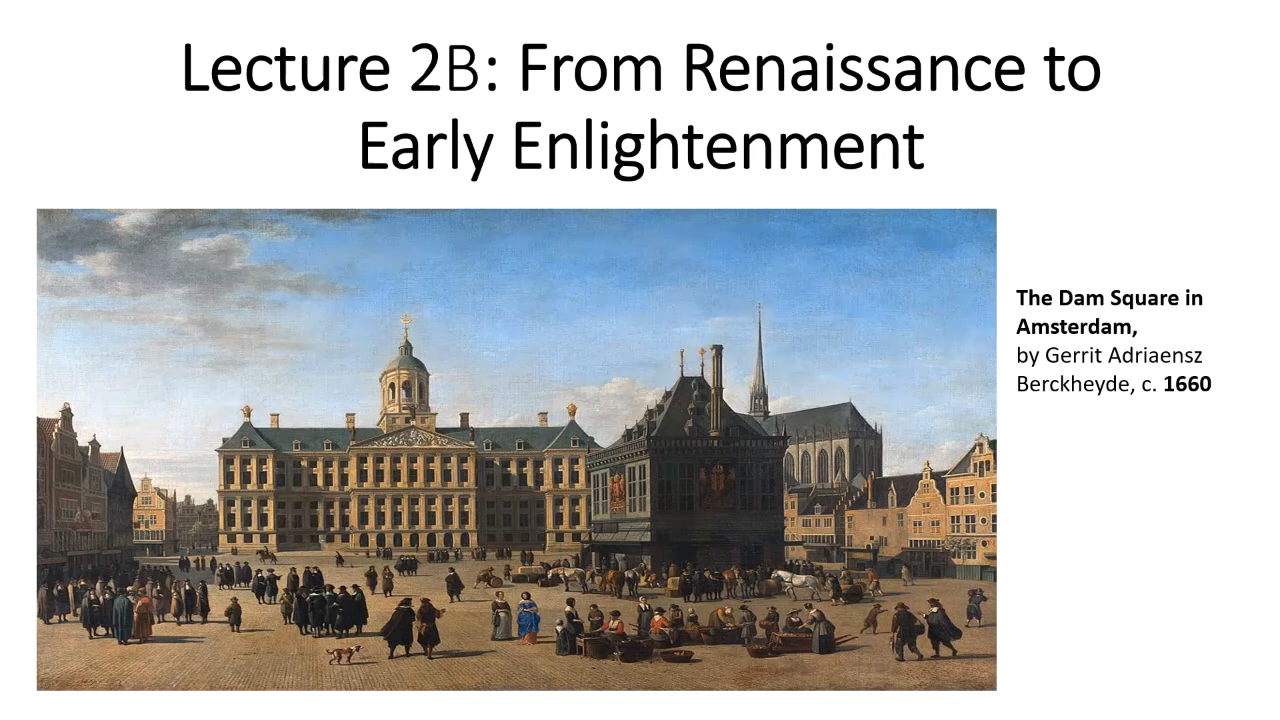 Lecture 2B: From Renaissance to
Early Enlightenment
The Dam Square in
Amsterdam,
by Gerrit Adriaensz
Berckheyde, c. 1660